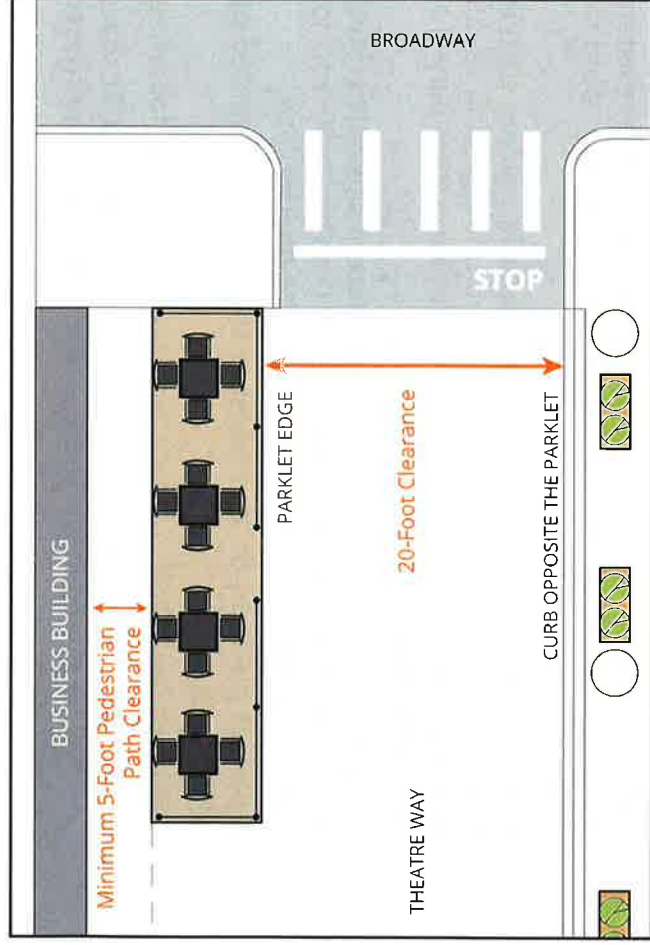 BROADWAY
STOP
BUSINESS BUILDING
Minimum 5-Foot Pedestrian
Path Clearance
PARKLET EDGE
20-Foot Clearance
CURB OPPOSITE THE PARKLET
THEATRE WAY